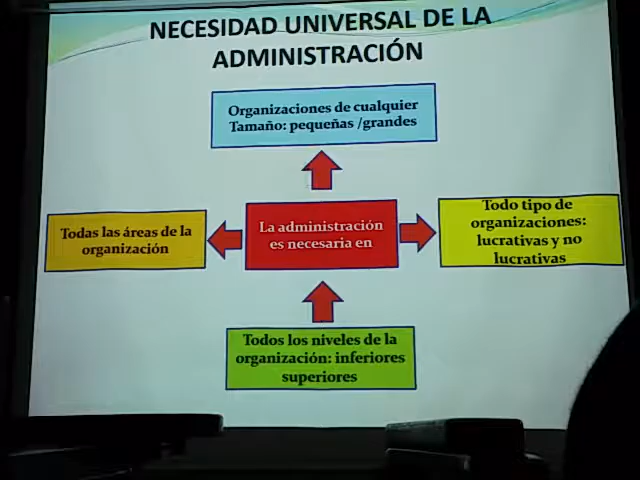 NECESIDAD UNIVERSAL DE LA
ADMINISTRACIÓN
Organizaciones de cualquier
Tamaño: pequeñas /grandes
Todas las áreas de la
organización
La administración
es necesaria en
Todo tipo de
organizaciones:
lucrativas y no
lucrativas
Todos los niveles de la
organización: inferiores
superiores